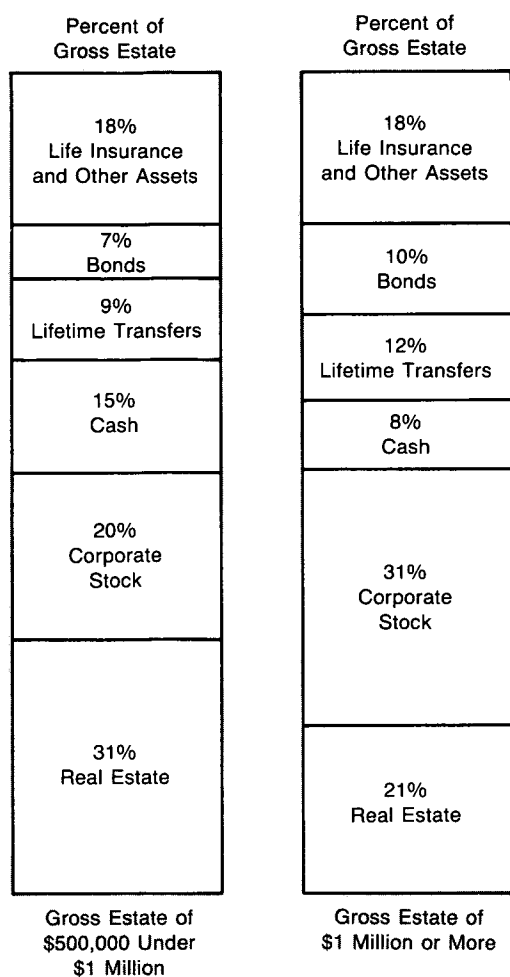 Percent of
Gross Estate
18%
Life Insurance
and Other Assets
7%
Bonds
9%
Lifetime Transfers
15%
Cash
20%
Corporate
Stock
31%
Real Estate
Gross Estate of
$500,000 Under
$1 Million
Percent of
Gross Estate
18%
Life Insurance
and Other Assets
10%
Bonds
12%
Lifetime Transfers
8%
Cash
31%
Corporate
Stock
21%
Real Estate
Gross Estate of
$1 Million or More